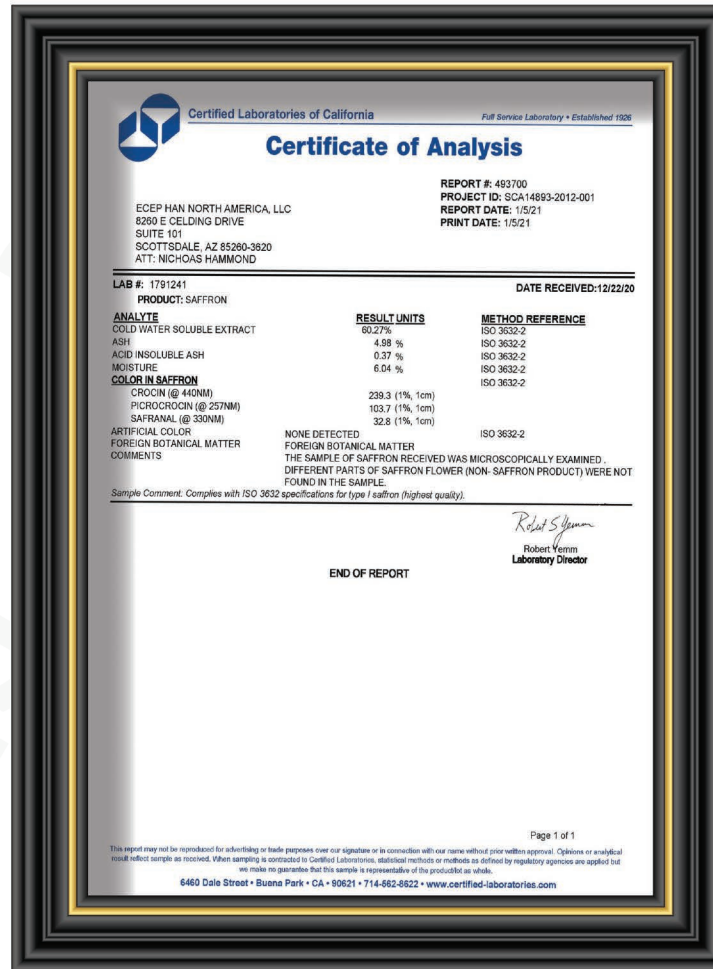 Certified Laboratories of California
Full Service Laboratory • Established 1926
Certificate of Analysis
REPORT #: 493700
PROJECT ID: SCA14893-2012-001
REPORT DATE: 1/5/21
PRINT DATE: 1/5/21
ECEP HAN NORTH AMERICA, LLC
8260 E CELDING DRIVE
SUITE 101
SCOTTSDALE, AZ 85260-3620
ATT: NICHOAS HAMMOND
LAB #: 1791241
DATE RECEIVED:12/22/20
PRODUCT: SAFFRON
ANALYTE RESULT UNITS METHOD REFERENCE
COLD WATER SOLUBLE EXTRACT 60.27% ISO 3632-2
ASH 4.98 % ISO 3632-2
ACID INSOLUBLE ASH 0.37 % ISO 3632-2
MOISTURE 6.04 % ISO 3632-2
COLOR IN SAFFRON ISO 3632-2
CROCIN (@ 440NM) 239.3 (1%, 1cm)
PICROCROCIN (@ 257NM) 103.7 (1%, 1cm)
SAFRANAL (@ 330NM) 32.8 (1%, 1cm)
ARTIFICIAL COLOR NONE DETECTED ISO 3632-2
FOREIGN BOTANICAL MATTER FOREIGN BOTANICAL MATTER
COMMENTS THE SAMPLE OF SAFFRON RECEIVED WAS MICROSCOPICALLY EXAMINED .
DIFFERENT PARTS OF SAFFRON FLOWER (NON- SAFFRON PRODUCT) WERE NOT
FOUND IN THE SAMPLE.
Sample Comment: Complies with ISO 3632 specifications for type I saffron (highest quality).
Robert S Yemm
Robert Yemm
Laboratory Director
END OF REPORT
Page 1 of 1
This report may not be reproduced for advertising or trade purposes over our signature or in connection with our name without prior written approval. Opinions or analytical
result reflect sample as received. When sampling is contracted to Certified Laboratories, statistical methods or methods as defined by regulatory agencies are applied but
we make no guarantee that this sample is representative of the product/lot as whole.
6460 Dale Street • Buena Park • CA • 90621 • 714-562-8622 • www.certified-laboratories.com